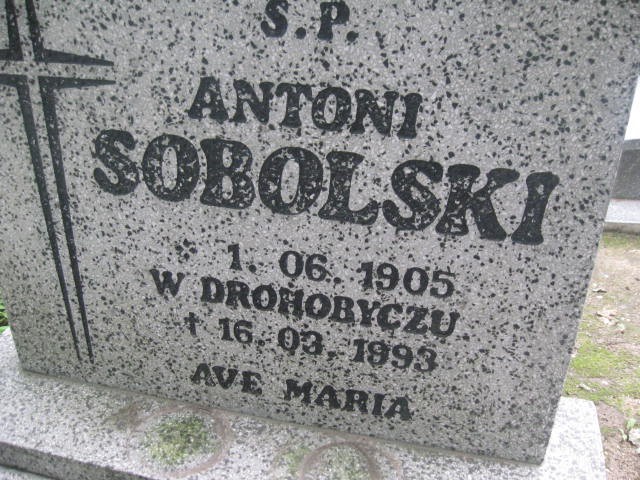 S.P.
ANTONI
SOBOLSKI
* 1. 06. 1905
W DROHOBYCZU
† 16. 03. 1993
AVE MARIA